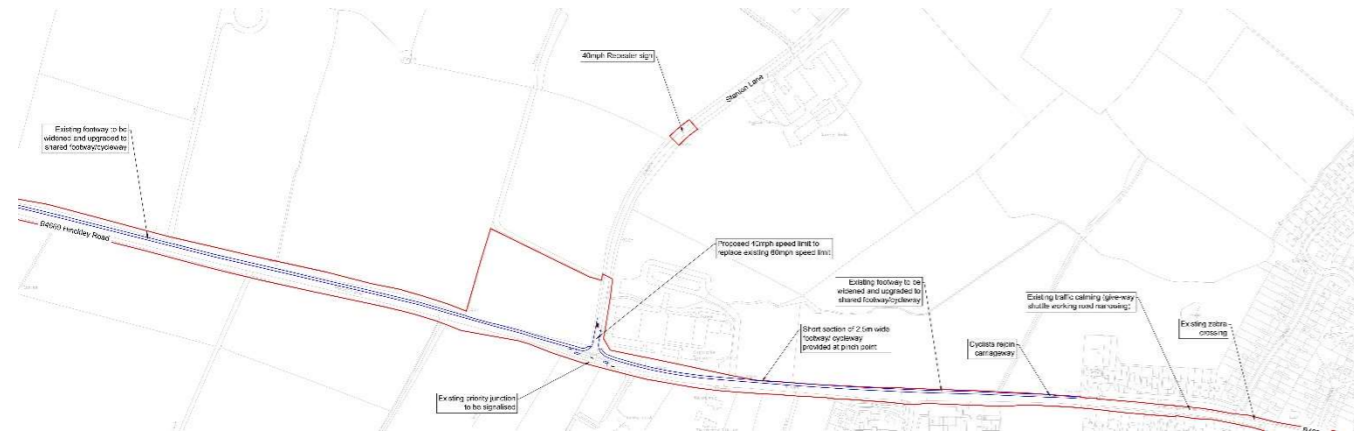 40mph Repeater sign
Stanton Lane
Existing footway to be
widened and upgraded to
shared footway/cycleway
B4669 Hinckley Road
Proposed 40mph speed limit to
replace existing 60mph speed limit
Existing footway to be
widened and upgraded to
shared footway/cycleway
Existing traffic calming (give-way
shuttle working road narrowing)
Existing zebra
crossing
Short section of 2.5m wide
footway/ cycleway
provided at pinch point
Cyclists rejoin
carriageway
Existing priority junction
to be signalised